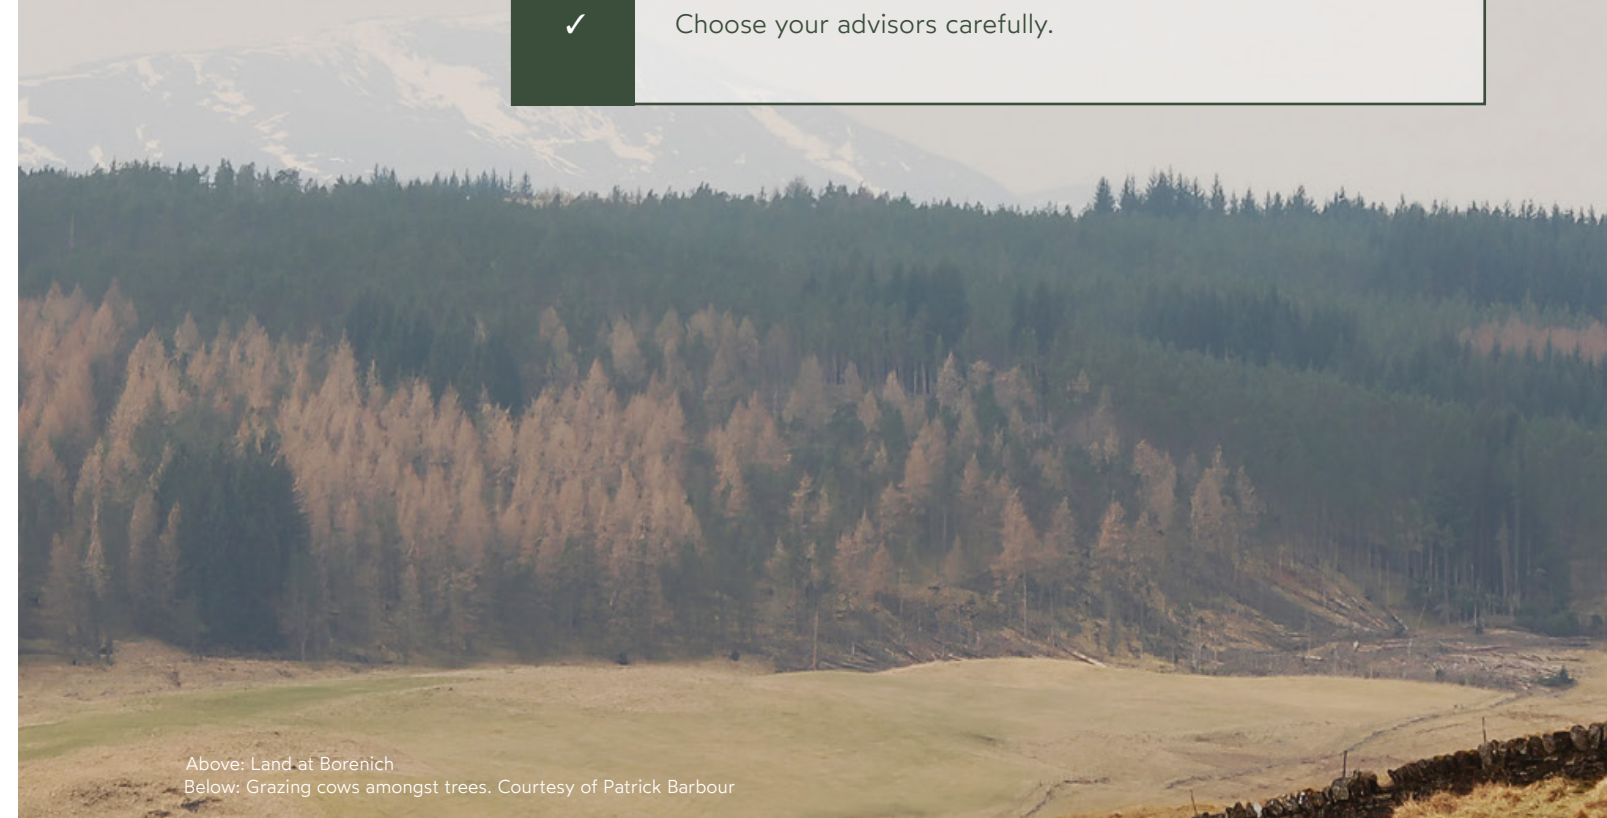 ✓ Choose your advisors carefully.
Above: Land at Borenich
Below: Grazing cows amongst trees. Courtesy of Patrick Barbour